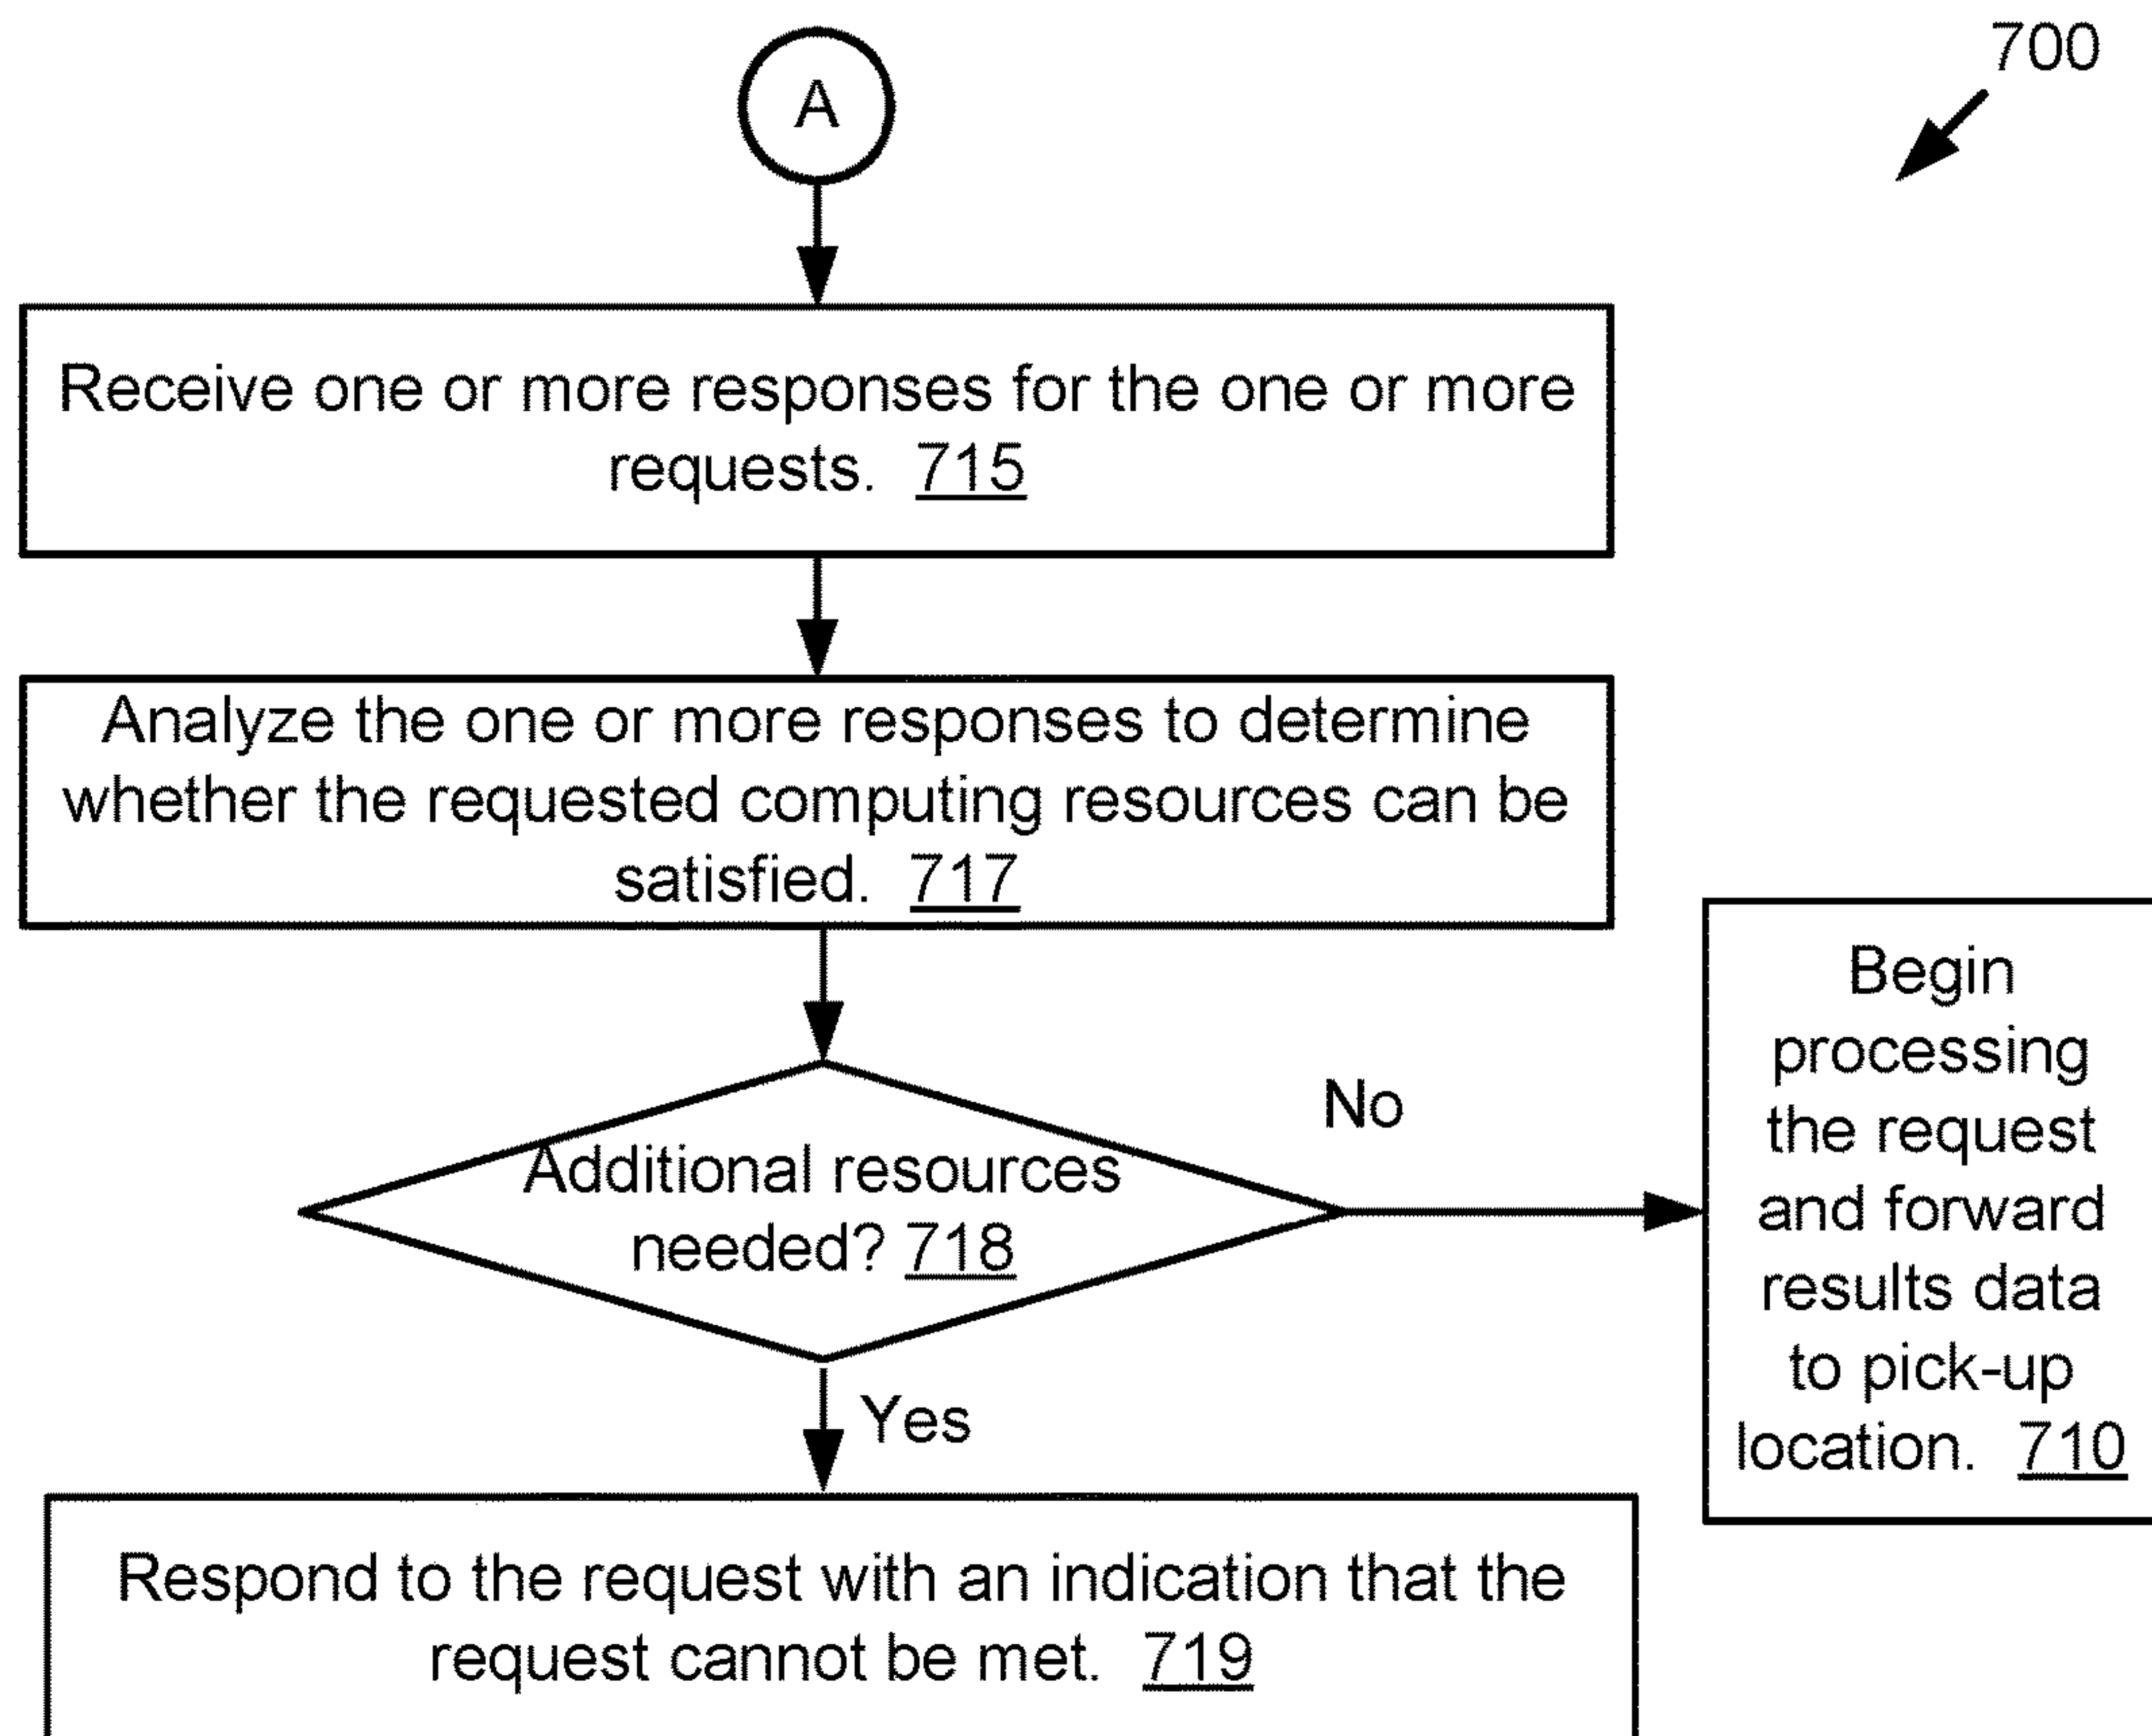 700
A
Receive one or more responses for the one or more
requests. 715
Analyze the one or more responses to determine
whether the requested computing resources can be
satisfied. 717
Additional resources
needed? 718
No
Begin
processing
the request
and forward
results data
to pick-up
location. 710
Yes
Respond to the request with an indication that the
request cannot be met. 719